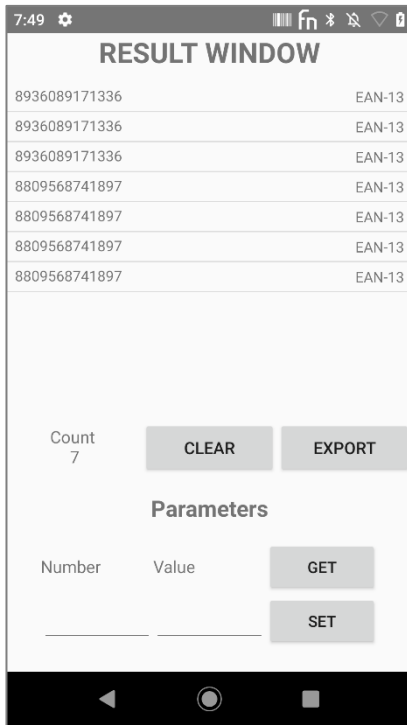 7:49 fn
RESULT WINDOW
8936089171336 EAN-13
8936089171336 EAN-13
8936089171336 EAN-13
8809568741897 EAN-13
8809568741897 EAN-13
8809568741897 EAN-13
8809568741897 EAN-13
Count
7 CLEAR EXPORT
Parameters
Number Value GET
SET